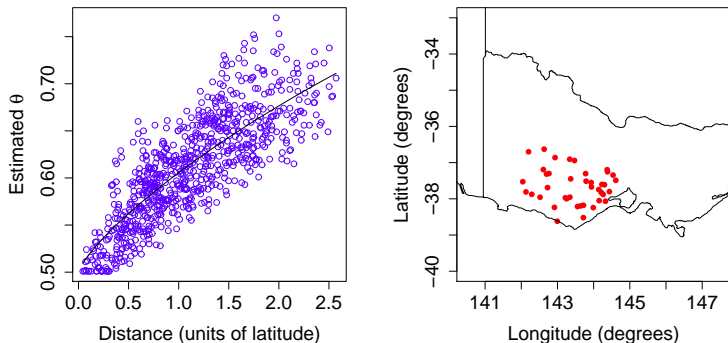 Estimated θ
0.70
0.60
0.50
0.0 0.5 1.0 1.5 2.0 2.5
Distance (units of latitude)
Latitude (degrees)
−34
−36
−38
−40
141 143 145 147
Longitude (degrees)